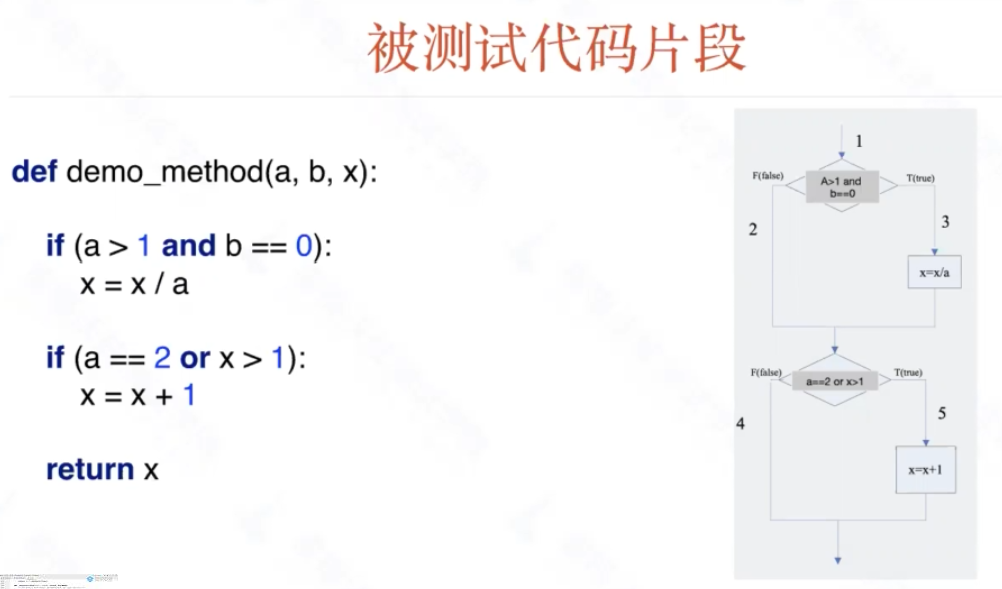 被测试代码片段
def demo_method(a, b, x):
if (a > 1 and b == 0):
x = x / a
if (a == 2 or x > 1):
x = x + 1
return x
1
F(false)
A>1 and
b==0
T(true)
2
3
x=x/a
F(false)
a==2 or x>1
T(true)
4
5
x=x+1